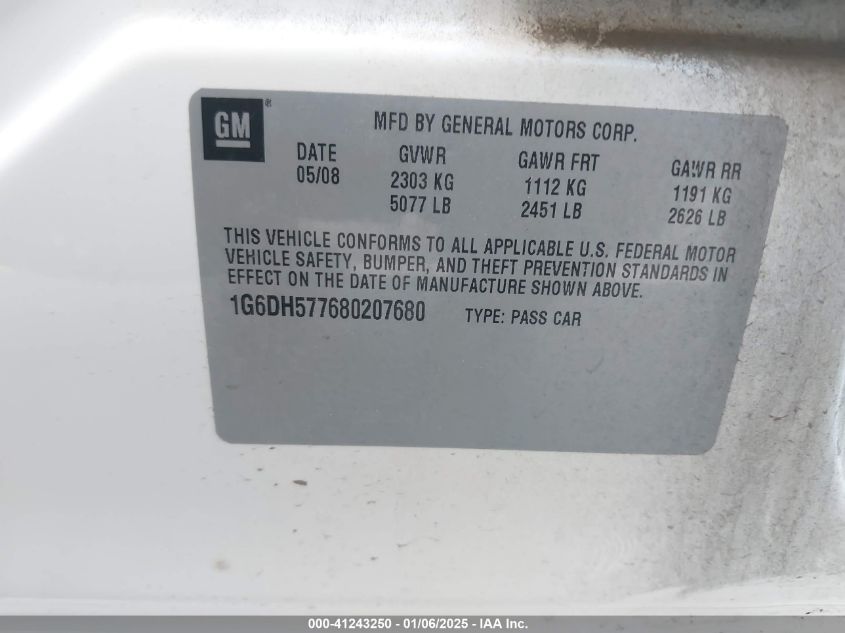 GM ®
MFD BY GENERAL MOTORS CORP.
DATE GVWR GAWR FRT GAWR RR
05/08 2303 KG 1112 KG 1191 KG
5077 LB 2451 LB 2626 LB
THIS VEHICLE CONFORMS TO ALL APPLICABLE U.S. FEDERAL MOTOR
VEHICLE SAFETY, BUMPER, AND THEFT PREVENTION STANDARDS IN
EFFECT ON THE DATE OF MANUFACTURE SHOWN ABOVE.
1G6DH577680207680 TYPE: PASS CAR
000-41243250 - 01/06/2025 - IAA Inc.